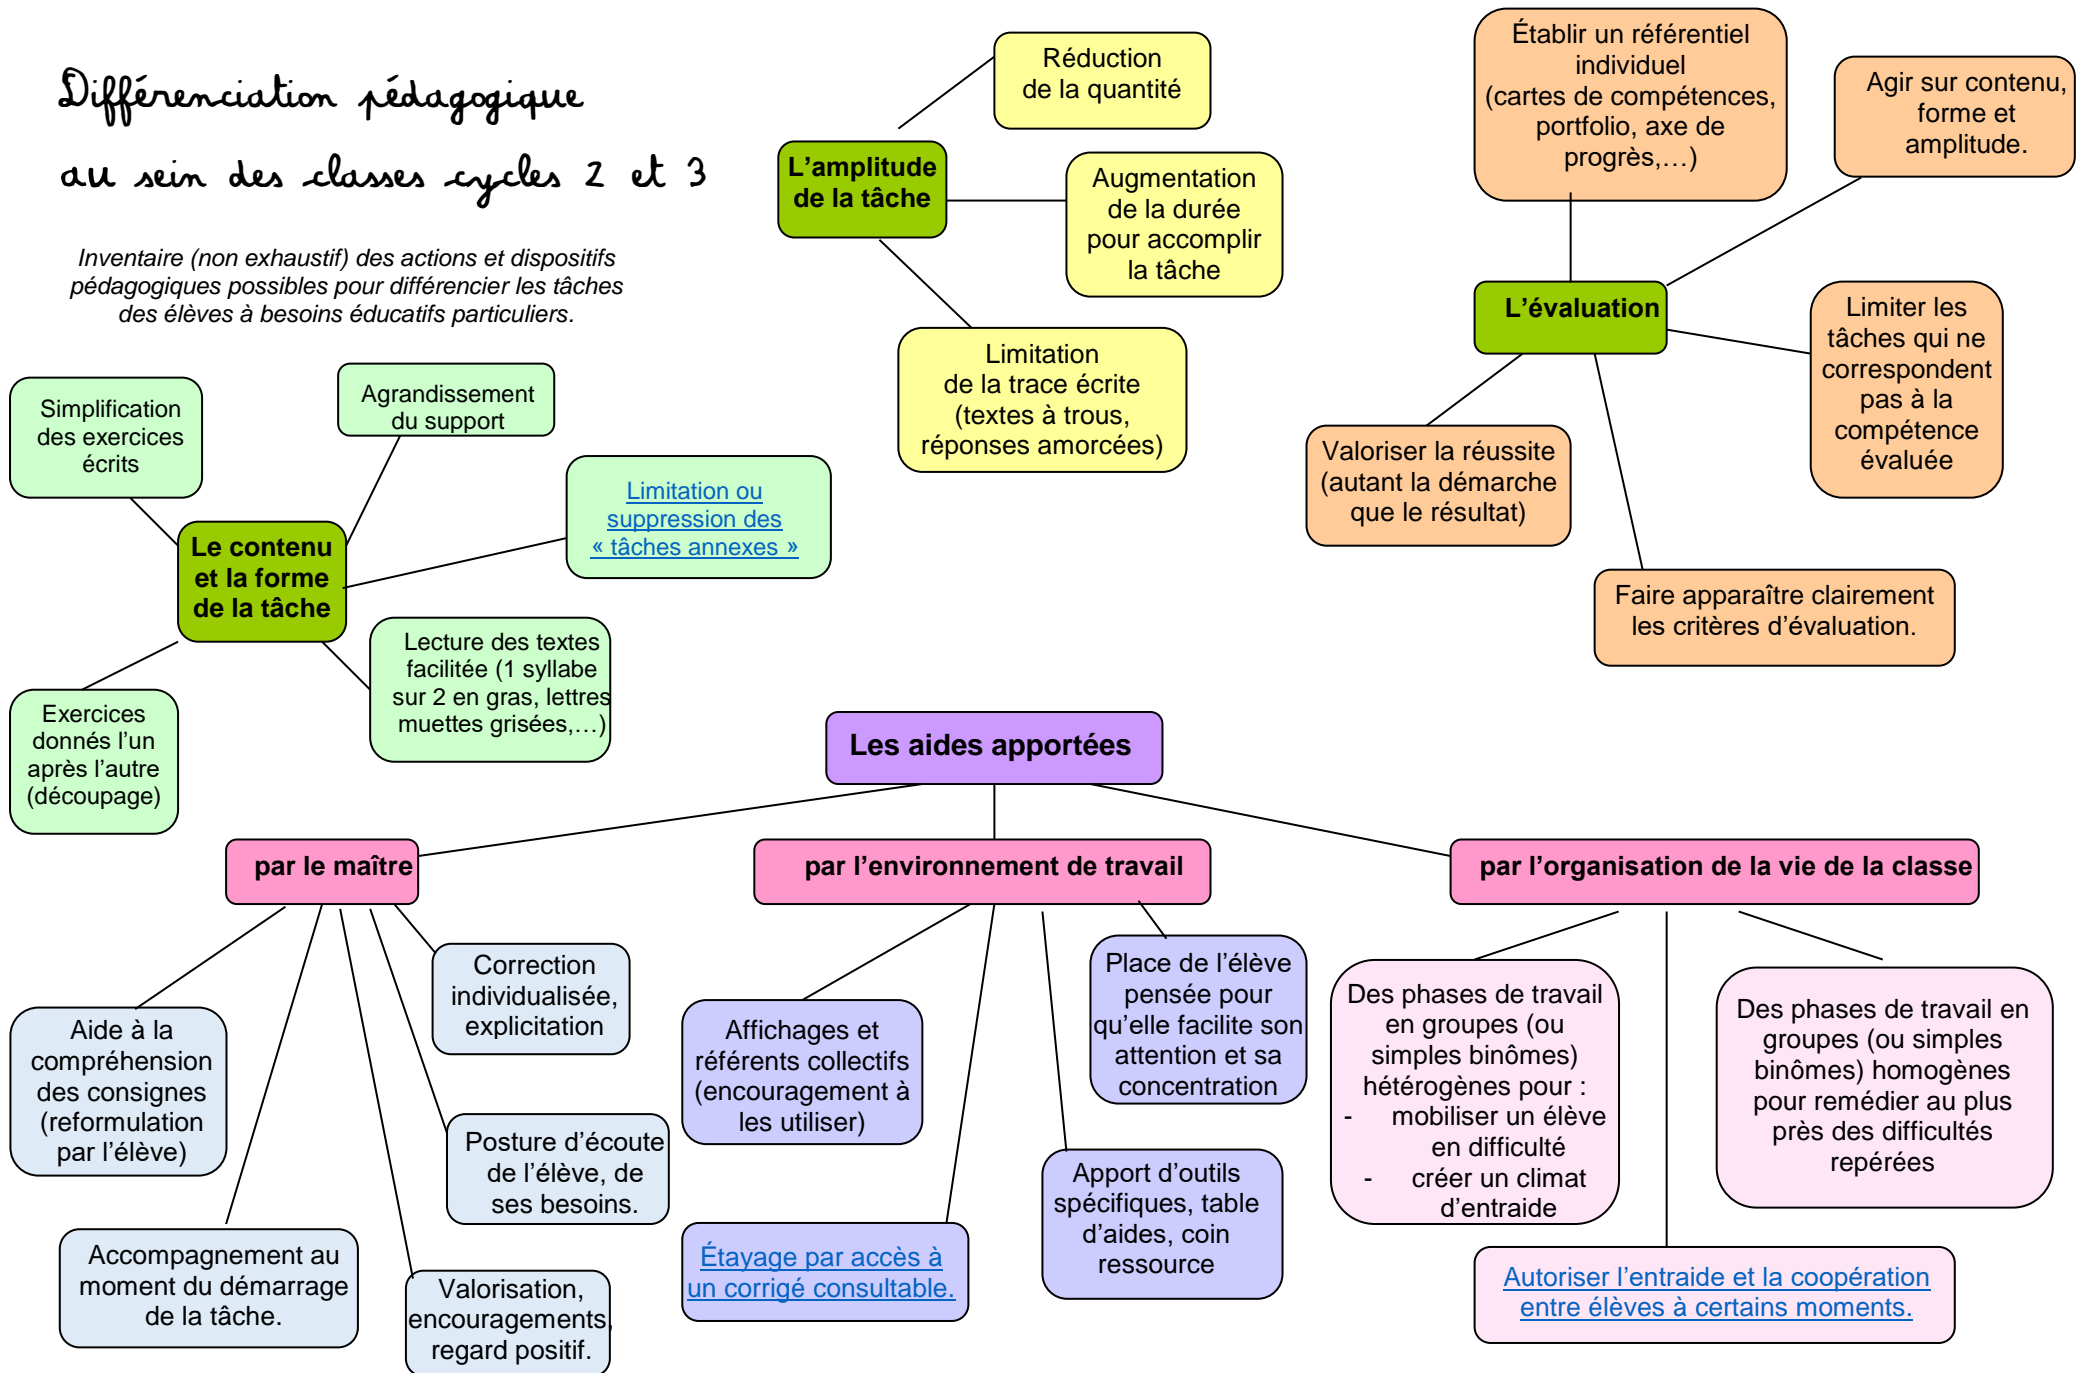 Différenciation pédagogique
au sein des classes cycles 2 et 3
Inventaire (non exhaustif) des actions et dispositifs
pédagogiques possibles pour différencier les tâches
des élèves à besoins éducatifs particuliers.
L’amplitude
de la tâche
Réduction
de la quantité
Augmentation
de la durée
pour accomplir
la tâche
Limitation
de la trace écrite
(textes à trous,
réponses amorcées)
L’évaluation
Établir un référentiel
individuel
(cartes de compétences,
portfolio, axe de
progrès,…)
Agir sur contenu,
forme et
amplitude.
Limiter les
tâches qui ne
correspondent
pas à la
compétence
évaluée
Valoriser la réussite
(autant la démarche
que le résultat)
Faire apparaître clairement
les critères d’évaluation.
Le contenu
et la forme
de la tâche
Simplification
des exercices
écrits
Agrandissement
du support
Limitation ou
suppression des
« tâches annexes »
Lecture des textes
facilitée (1 syllabe
sur 2 en gras, lettres
muettes grisées,…)
Exercices
donnés l’un
après l’autre
(découpage)
Les aides apportées
par le maître
Aide à la
compréhension
des consignes
(reformulation
par l’élève)
Accompagnement au
moment du démarrage
de la tâche.
Valorisation,
encouragements,
regard positif.
Posture d’écoute
de l’élève, de
ses besoins.
Correction
individualisée,
explicitation
par l’environnement de travail
Affichages et
référents collectifs
(encouragement à
les utiliser)
Étayage par accès à
un corrigé consultable.
Apport d’outils
spécifiques, table
d’aides, coin
ressource
Place de l’élève
pensée pour
qu’elle facilite son
attention et sa
concentration
par l’organisation de la vie de la classe
Des phases de travail
en groupes (ou
simples binômes)
hétérogènes pour :
- mobiliser un élève
en difficulté
- créer un climat
d’entraide
Autoriser l’entraide et la coopération
entre élèves à certains moments.
Des phases de travail en
groupes (ou simples
binômes) homogènes
pour remédier au plus
près des difficultés
repérées